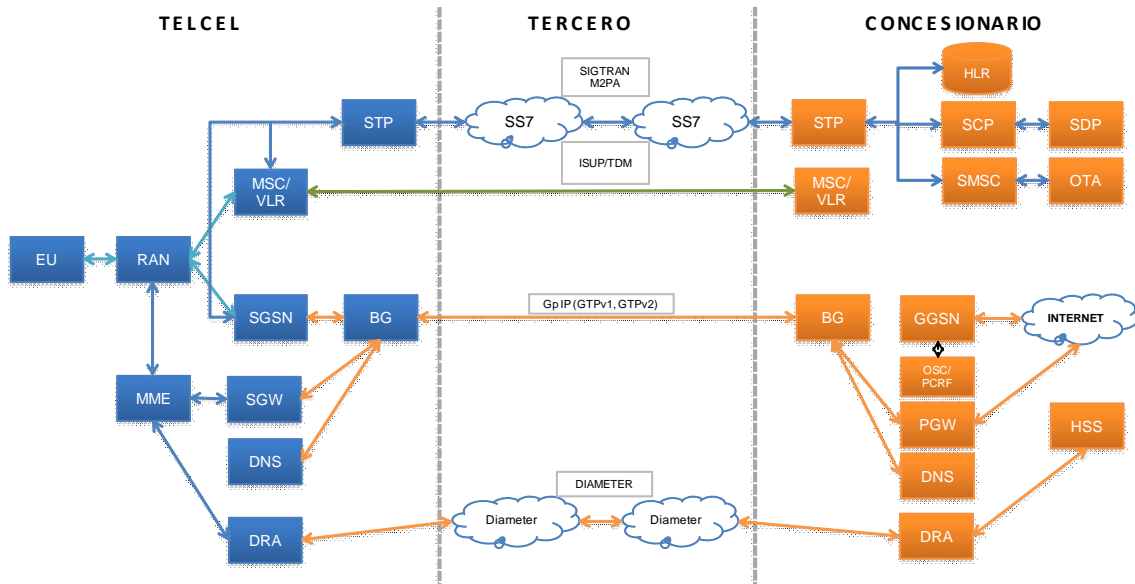 TELCEL
TERCERO
CONCESIONARIO
SIGTRAN
M2PA
HLR
STP
SS7
SS7
STP
SCP
SDP
ISUP/TDM
MSC/
VLR
MSC/
VLR
SMSC
OTA
EU
RAN
GpIP (GTPv1, GTPv2)
SGSN
BG
BG
GGSN
INTERNET
OSC/
PCRF
MME
SGW
PGW
HSS
DNS
DNS
DIAMETER
Diameter
Diameter
DRA
DRA